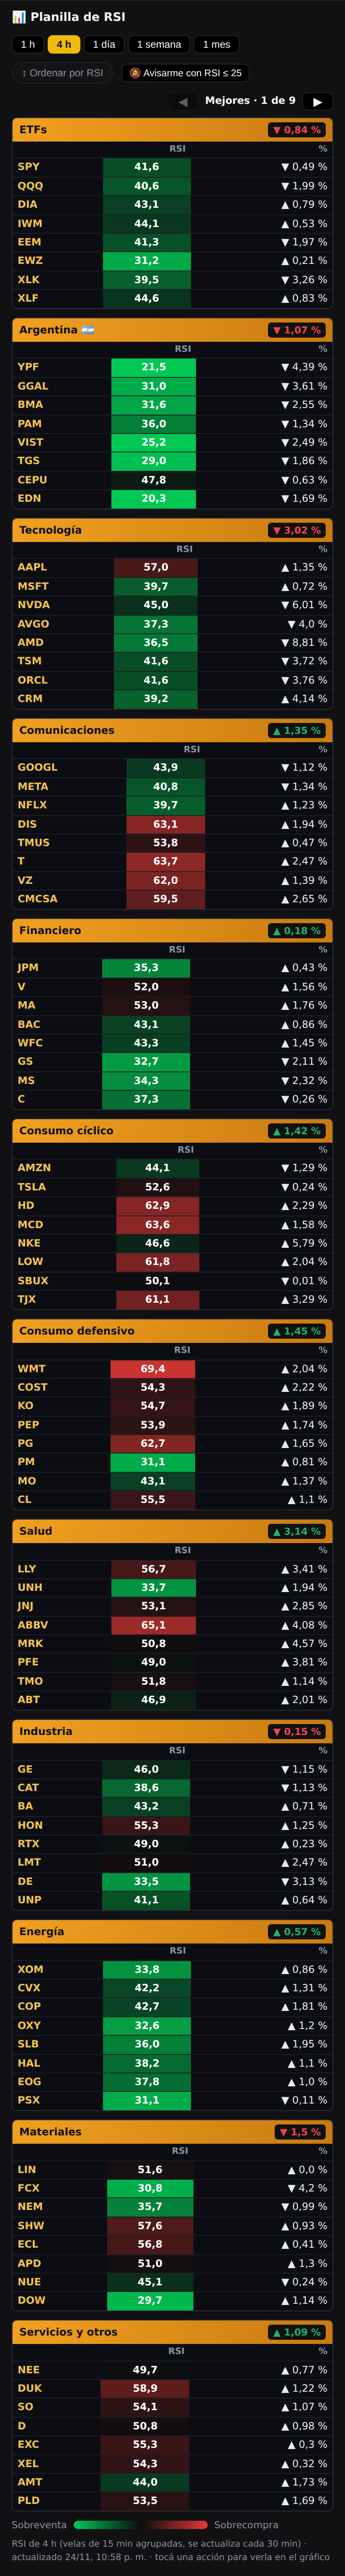 📊 Planilla de RSI
1 h 4 h 1 día 1 semana 1 mes
↕ Ordenar por RSI 🔕 Avisarme con RSI ≤ 25
◀ Mejores · 1 de 9 ▶
ETFs ▼ 0,84 %
RSI %
SPY 41,6 ▼ 0,49 %
QQQ 40,6 ▼ 1,99 %
DIA 43,1 ▲ 0,79 %
IWM 44,1 ▲ 0,53 %
EEM 41,3 ▼ 1,97 %
EWZ 31,2 ▲ 0,21 %
XLK 39,5 ▼ 3,26 %
XLF 44,6 ▲ 0,83 %
Argentina 🇦🇷 ▼ 1,07 %
RSI %
YPF 21,5 ▼ 4,39 %
GGAL 31,0 ▼ 3,61 %
BMA 31,6 ▼ 2,55 %
PAM 36,0 ▼ 1,34 %
VIST 25,2 ▼ 2,49 %
TGS 29,0 ▼ 1,86 %
CEPU 47,8 ▼ 0,63 %
EDN 20,3 ▼ 1,69 %
Tecnología ▼ 3,02 %
RSI %
AAPL 57,0 ▲ 1,35 %
MSFT 39,7 ▲ 0,72 %
NVDA 45,0 ▼ 6,01 %
AVGO 37,3 ▼ 4,0 %
AMD 36,5 ▼ 8,81 %
TSM 41,6 ▼ 3,72 %
ORCL 41,6 ▼ 3,76 %
CRM 39,2 ▲ 4,14 %
Comunicaciones ▲ 1,35 %
RSI %
GOOGL 43,9 ▼ 1,12 %
META 40,8 ▼ 1,34 %
NFLX 39,7 ▲ 1,23 %
DIS 63,1 ▲ 1,94 %
TMUS 53,8 ▲ 0,47 %
T 63,7 ▲ 2,47 %
VZ 62,0 ▲ 1,39 %
CMCSA 59,5 ▲ 2,65 %
Financiero ▲ 0,18 %
RSI %
JPM 35,3 ▲ 0,43 %
V 52,0 ▲ 1,56 %
MA 53,0 ▲ 1,76 %
BAC 43,1 ▲ 0,86 %
WFC 43,3 ▲ 1,45 %
GS 32,7 ▼ 2,11 %
MS 34,3 ▼ 2,32 %
C 37,3 ▼ 0,26 %
Consumo cíclico ▲ 1,42 %
RSI %
AMZN 44,1 ▼ 1,29 %
TSLA 52,6 ▼ 0,24 %
HD 62,9 ▲ 2,29 %
MCD 63,6 ▲ 1,58 %
NKE 46,6 ▲ 5,79 %
LOW 61,8 ▲ 2,04 %
SBUX 50,1 ▼ 0,01 %
TJX 61,1 ▲ 3,29 %
Consumo defensivo ▲ 1,45 %
RSI %
WMT 69,4 ▲ 2,04 %
COST 54,3 ▲ 2,22 %
KO 54,7 ▲ 1,89 %
PEP 53,9 ▲ 1,74 %
PG 62,7 ▲ 1,65 %
PM 31,1 ▲ 0,81 %
MO 43,1 ▲ 1,37 %
CL 55,5 ▲ 1,1 %
Salud ▲ 3,14 %
RSI %
LLY 56,7 ▲ 3,41 %
UNH 33,7 ▲ 1,94 %
JNJ 53,1 ▲ 2,85 %
ABBV 65,1 ▲ 4,08 %
MRK 50,8 ▲ 4,57 %
PFE 49,0 ▲ 3,81 %
TMO 51,8 ▲ 1,14 %
ABT 46,9 ▲ 2,01 %
Industria ▼ 0,15 %
RSI %
GE 46,0 ▼ 1,15 %
CAT 38,6 ▼ 1,13 %
BA 43,2 ▲ 0,71 %
HON 55,3 ▲ 1,25 %
RTX 49,0 ▲ 0,23 %
LMT 51,0 ▲ 2,47 %
DE 33,5 ▼ 3,13 %
UNP 41,1 ▲ 0,64 %
Energía ▲ 0,57 %
RSI %
XOM 33,8 ▲ 0,86 %
CVX 42,2 ▲ 1,31 %
COP 42,7 ▲ 1,81 %
OXY 32,6 ▲ 1,2 %
SLB 36,0 ▲ 1,95 %
HAL 38,2 ▲ 1,1 %
EOG 37,8 ▲ 1,0 %
PSX 31,1 ▼ 0,11 %
Materiales ▼ 1,5 %
RSI %
LIN 51,6 ▲ 0,0 %
FCX 30,8 ▼ 4,2 %
NEM 35,7 ▼ 0,99 %
SHW 57,6 ▲ 0,93 %
ECL 56,8 ▲ 0,41 %
APD 51,0 ▲ 1,3 %
NUE 45,1 ▼ 0,24 %
DOW 29,7 ▲ 1,14 %
Servicios y otros ▲ 1,09 %
RSI %
NEE 49,7 ▲ 0,77 %
DUK 58,9 ▲ 1,22 %
SO 54,1 ▲ 1,07 %
D 50,8 ▲ 0,98 %
EXC 55,3 ▲ 0,3 %
XEL 54,3 ▲ 0,32 %
AMT 44,0 ▲ 1,73 %
PLD 53,5 ▲ 1,69 %
Sobreventa Sobrecompra
RSI de 4 h (velas de 15 min agrupadas, se actualiza cada 30 min) ·
actualizado 24/11, 10:58 p. m. · tocá una acción para verla en el gráfico